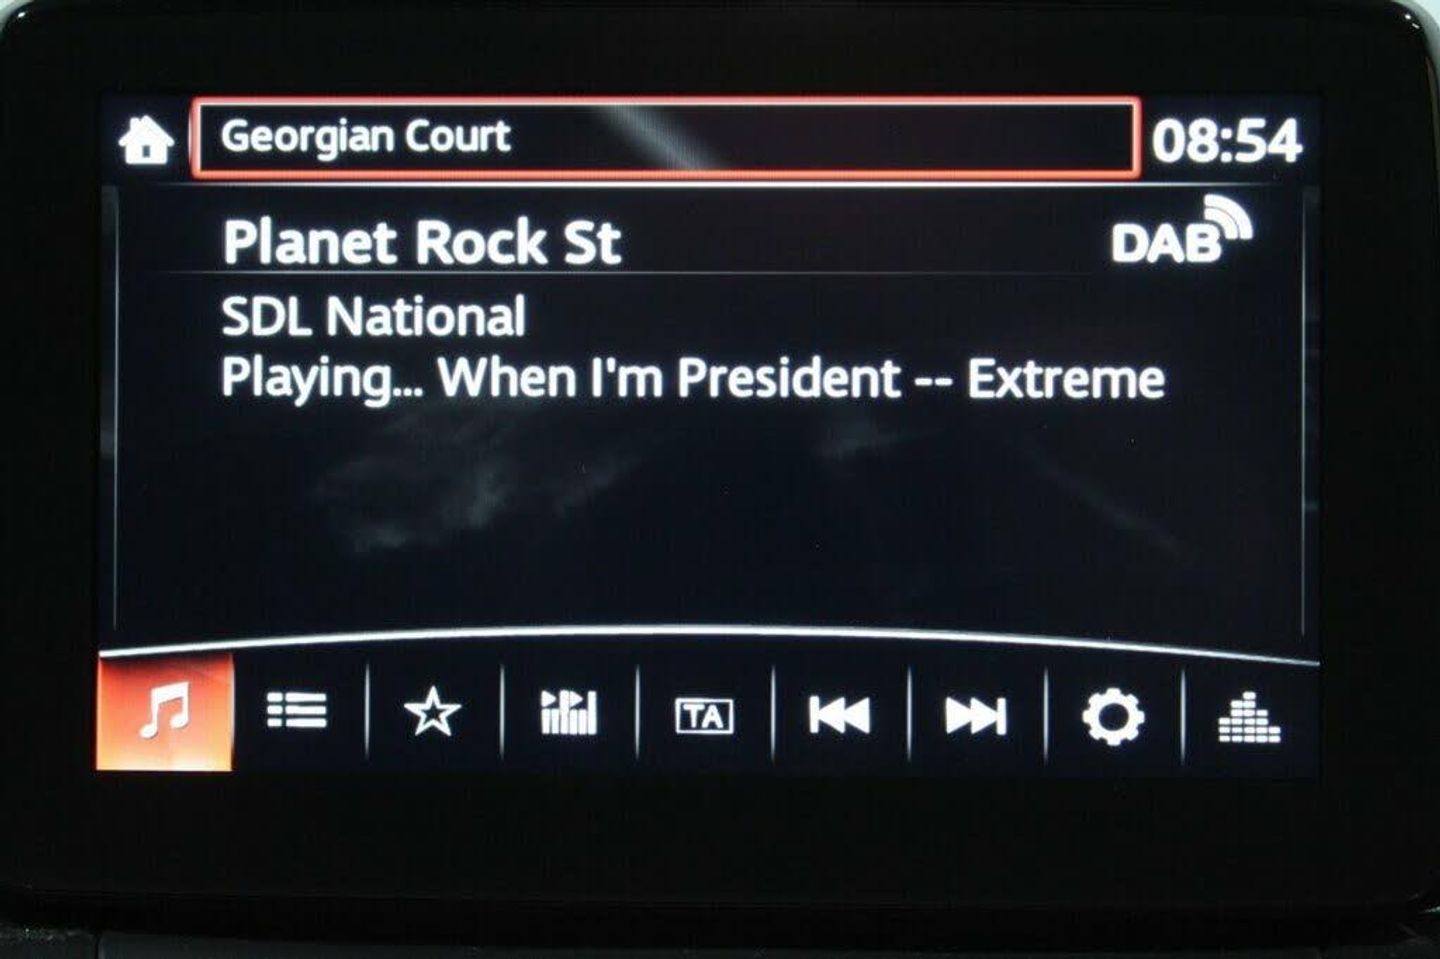 Georgian Court
08:54
Planet Rock St
DAB
SDL National
Playing... When I'm President -- Extreme
TA